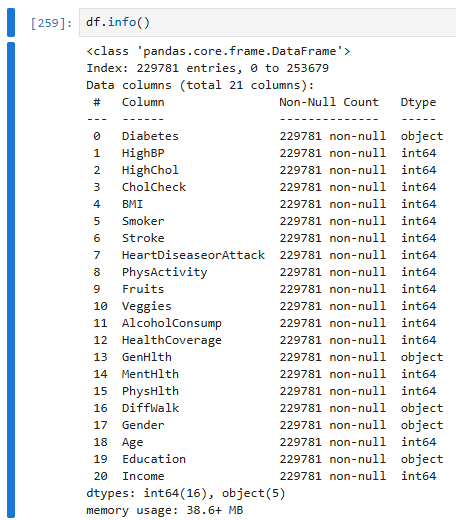 [259]: df.info()
<class 'pandas.core.frame.DataFrame'>
Index: 229781 entries, 0 to 253679
Data columns (total 21 columns):
 #   Column                Non-Null Count   Dtype
---  ------                --------------   -----
 0   Diabetes              229781 non-null  object
 1   HighBP                229781 non-null  int64
 2   HighChol              229781 non-null  int64
 3   CholCheck             229781 non-null  int64
 4   BMI                   229781 non-null  int64
 5   Smoker                229781 non-null  int64
 6   Stroke                229781 non-null  int64
 7   HeartDiseaseorAttack  229781 non-null  int64
 8   PhysActivity          229781 non-null  int64
 9   Fruits                229781 non-null  int64
 10  Veggies               229781 non-null  int64
 11  AlcoholConsump        229781 non-null  int64
 12  HealthCoverage        229781 non-null  int64
 13  GenHlth               229781 non-null  object
 14  MentHlth              229781 non-null  int64
 15  PhysHlth              229781 non-null  int64
 16  DiffWalk              229781 non-null  object
 17  Gender                229781 non-null  object
 18  Age                   229781 non-null  int64
 19  Education             229781 non-null  object
 20  Income                229781 non-null  int64
dtypes: int64(16), object(5)
memory usage: 38.6+ MB